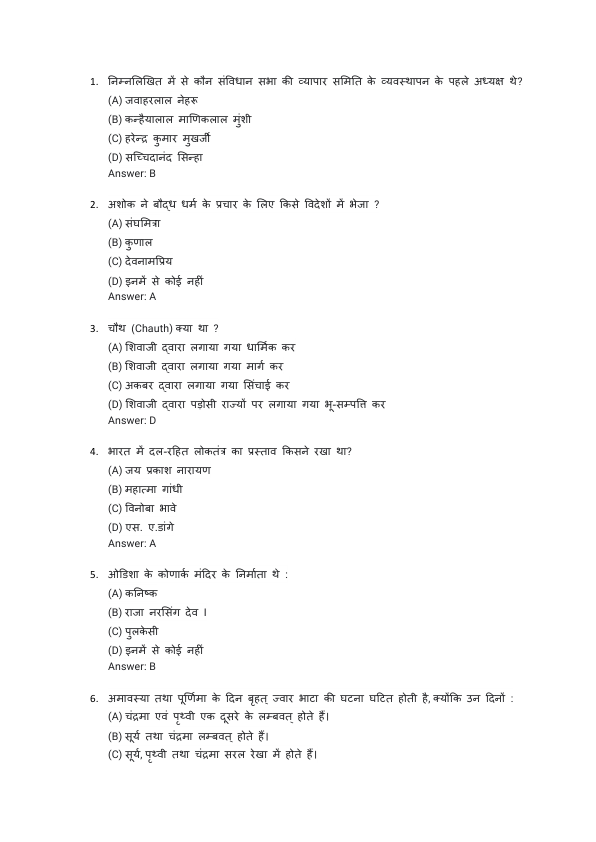 1. निम्नलिखित में से कौन संविधान सभा की व्यापार समिति के व्यवस्थापन के पहले अध्यक्ष थे?
(A) जवाहरलाल नेहरू
(B) कन्हैयालाल माणिकलाल मुंशी
(C) हरेन्द्र कुमार मुखर्जी
(D) सच्चिदानंद सिन्हा
Answer: B
2. अशोक ने बौद्ध धर्म के प्रचार के लिए किसे विदेशों में भेजा ?
(A) संघमित्रा
(B) कुणाल
(C) देवनामप्रिय
(D) इनमें से कोई नहीं
Answer: A
3. चौथ (Chauth) क्या था ?
(A) शिवाजी द्वारा लगाया गया धार्मिक कर
(B) शिवाजी द्वारा लगाया गया मार्ग कर
(C) अकबर द्वारा लगाया गया सिंचाई कर
(D) शिवाजी द्वारा पड़ोसी राज्यों पर लगाया गया भू-सम्पत्ति कर
Answer: D
4. भारत में दल-रहित लोकतंत्र का प्रस्ताव किसने रखा था?
(A) जय प्रकाश नारायण
(B) महात्मा गांधी
(C) विनोबा भावे
(D) एस. ए.डांगे
Answer: A
5. ओडिशा के कोणार्क मंदिर के निर्माता थे :
(A) कनिष्क
(B) राजा नरसिंग देव ।
(C) पुलकेसी
(D) इनमें से कोई नहीं
Answer: B
6. अमावस्या तथा पूर्णिमा के दिन बृहत् ज्वार भाटा की घटना घटित होती है, क्योंकि उन दिनों :
(A) चंद्रमा एवं पृथ्वी एक दूसरे के लम्बवत् होते हैं।
(B) सूर्य तथा चंद्रमा लम्बवत् होते हैं।
(C) सूर्य, पृथ्वी तथा चंद्रमा सरल रेखा में होते हैं।